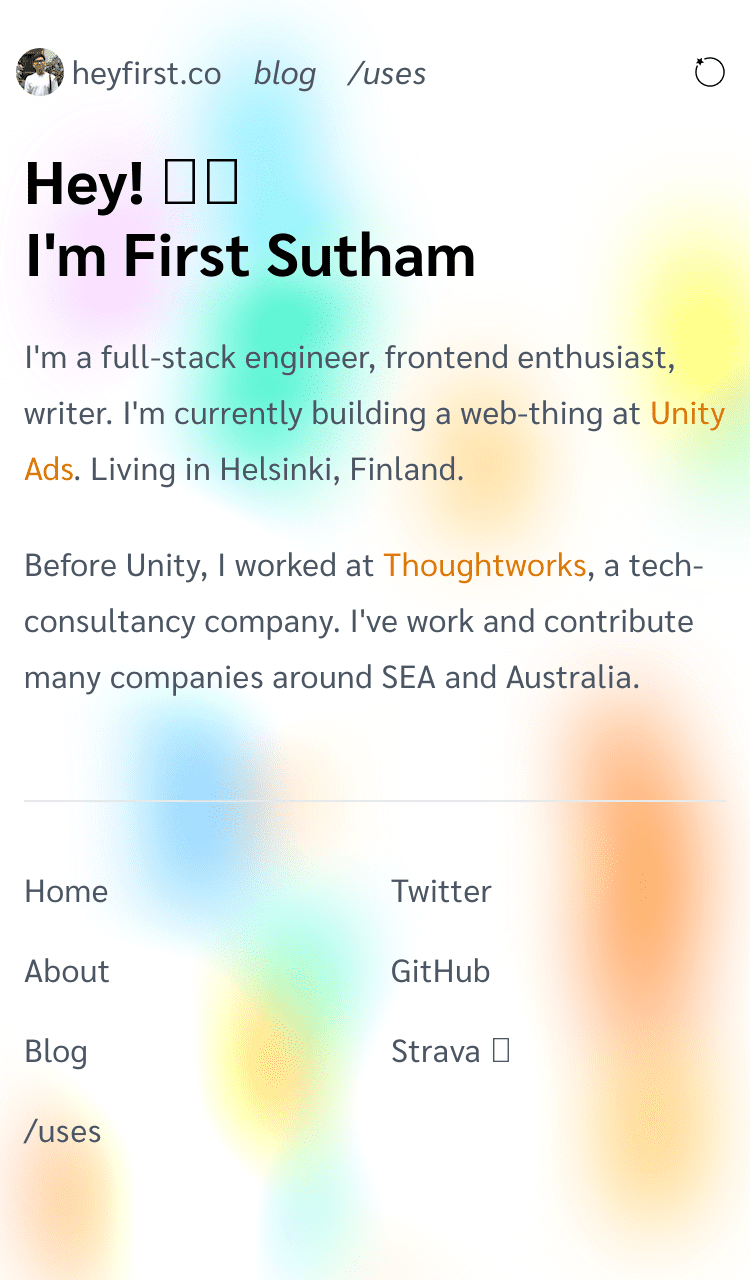 heyfirst.co blog /uses
Hey!
I'm First Sutham
I'm a full-stack engineer, frontend enthusiast,
writer. I'm currently building a web-thing at Unity
Ads. Living in Helsinki, Finland.
Before Unity, I worked at Thoughtworks, a tech-
consultancy company. I've work and contribute
many companies around SEA and Australia.
Home
Twitter
About
GitHub
Blog
Strava
/uses